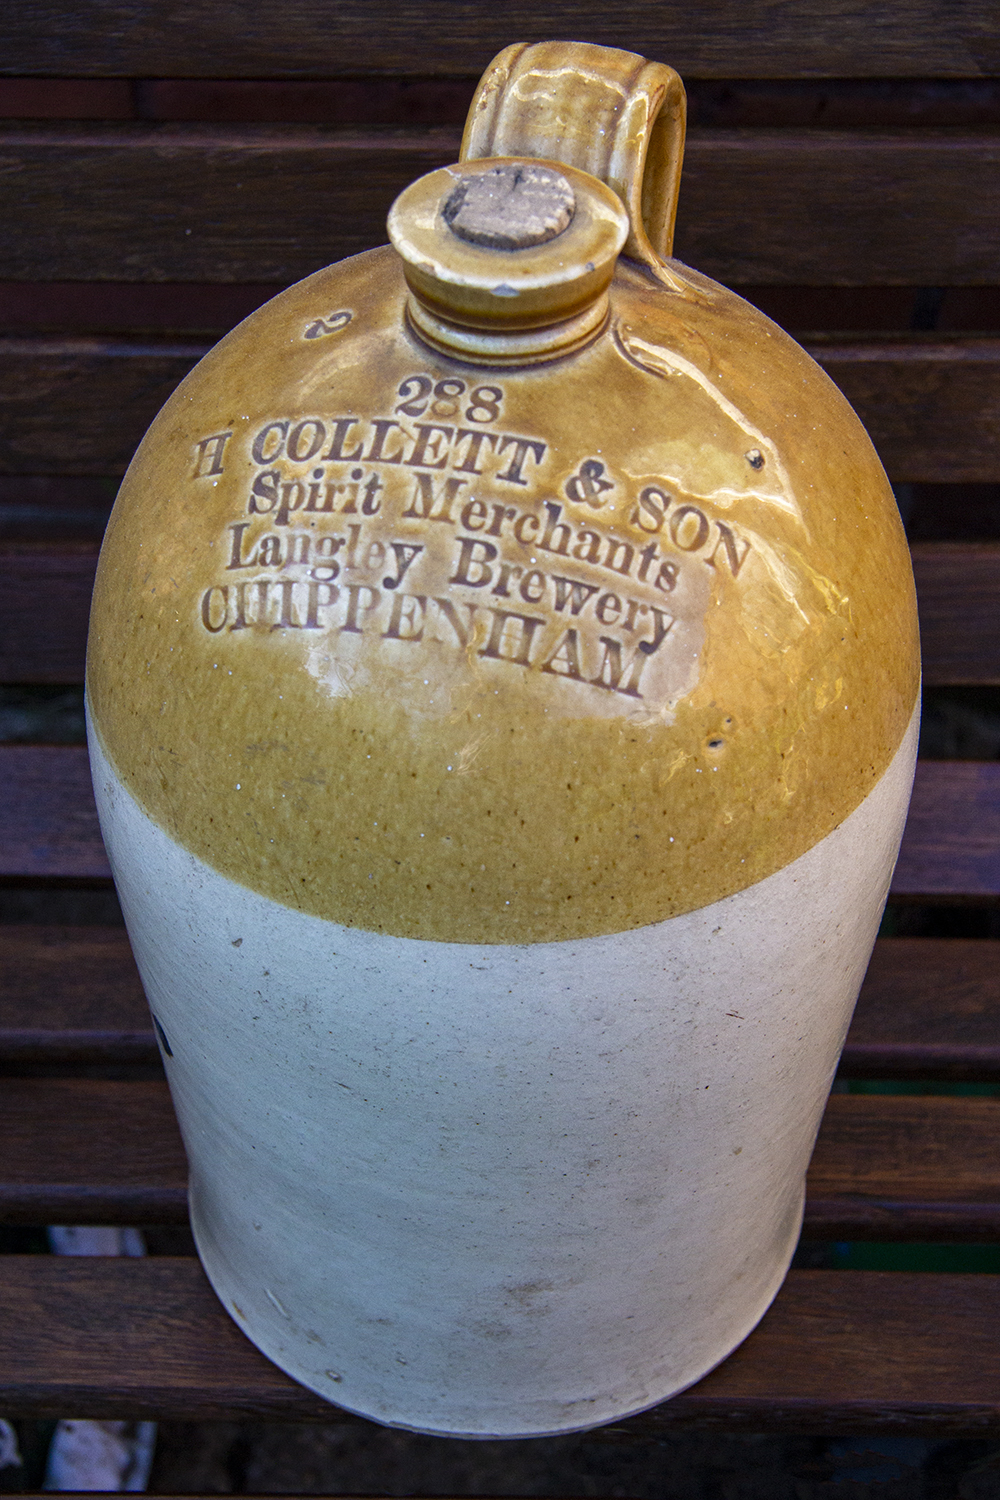 2
288
H COLLETT & SON
Spirit Merchants
Langley Brewery
CHIPPENHAM